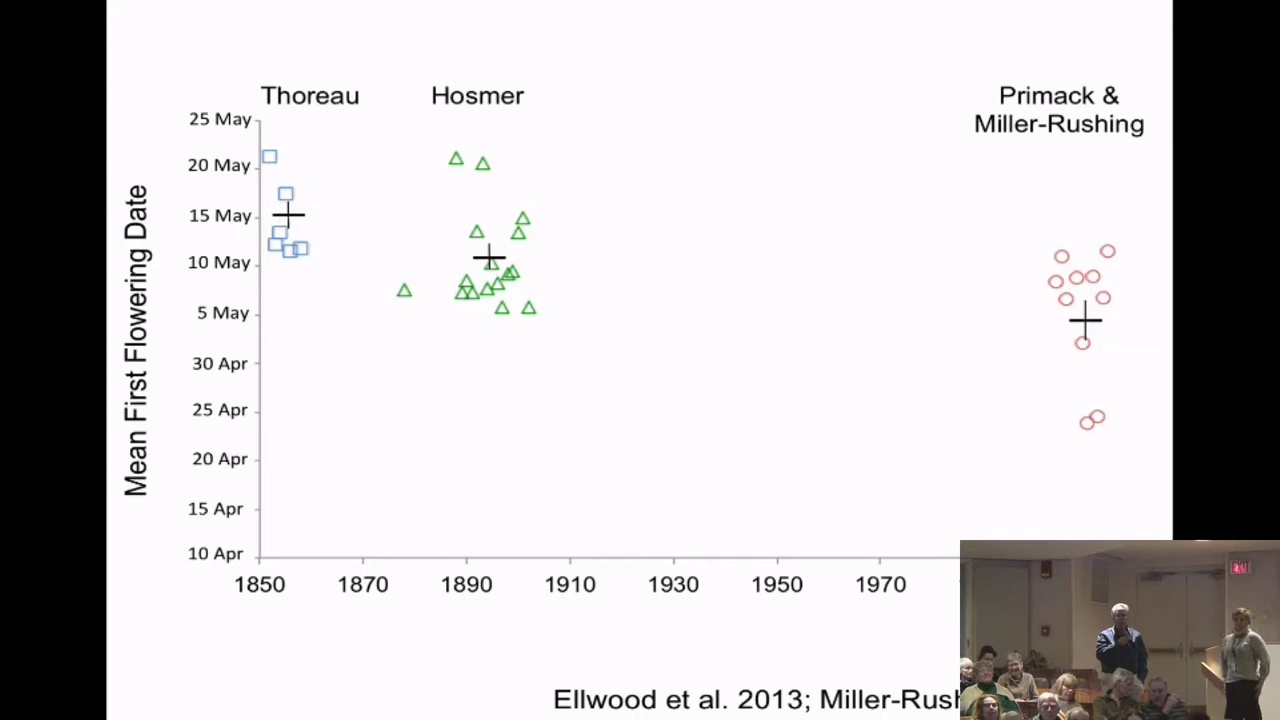 Thoreau
Hosmer
Primack &
Miller-Rushing
Mean First Flowering Date
25 May
20 May
15 May
10 May
5 May
30 Apr
25 Apr
20 Apr
15 Apr
10 Apr
1850
1870
1890
1910
1930
1950
1970
Ellwood et al. 2013; Miller-Rush
EXIT